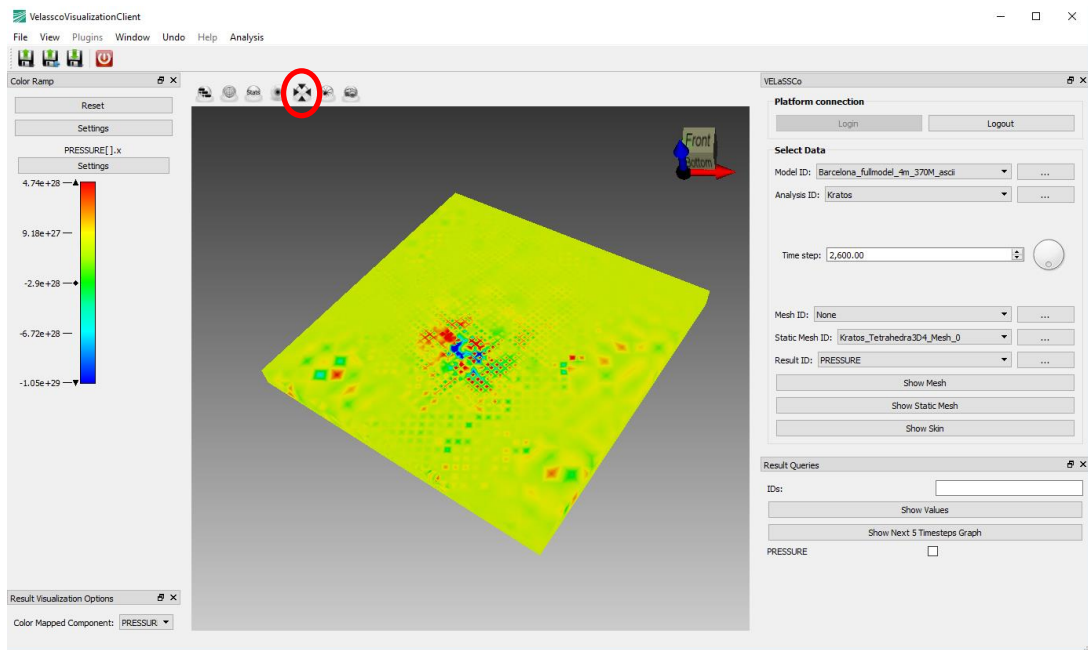 VelasscoVisualizationClient
File View Plugins Window Undo Help Analysis
Color Ramp
Reset
Settings
PRESSURE[].x
Settings
4.74e+28
9.18e+27
-2.9e+28
-6.72e+28
-1.05e+29
Result Visualization Options
Color Mapped Component: PRESSUR
Stats
Front
Bottom
VELaSSCo
Platform connection
Login Logout
Select Data
Model ID: Barcelona_fullmodel_4m_370M_ascii ...
Analysis ID: Kratos ...
Time step: 2,600.00
Mesh ID: None ...
Static Mesh ID: Kratos_Tetrahedra3D4_Mesh_0 ...
Result ID: PRESSURE ...
Show Mesh
Show Static Mesh
Show Skin
Result Queries
IDs:
Show Values
Show Next 5 Timesteps Graph
PRESSURE